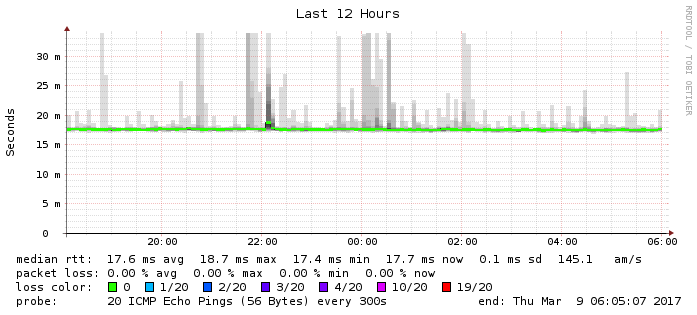 Last 12 Hours
RRDTOOL / TOBI OETIKER
Seconds
30 m
25 m
20 m
15 m
10 m
5 m
0
20:00 22:00 00:00 02:00 04:00 06:00
median rtt: 17.6 ms avg 18.7 ms max 17.4 ms min 17.7 ms now 0.1 ms sd 145.1 am/s
packet loss: 0.00 % avg 0.00 % max 0.00 % min 0.00 % now
loss color: 0 1/20 2/20 3/20 4/20 10/20 19/20
probe: 20 ICMP Echo Pings (56 Bytes) every 300s end: Thu Mar 9 06:05:07 2017